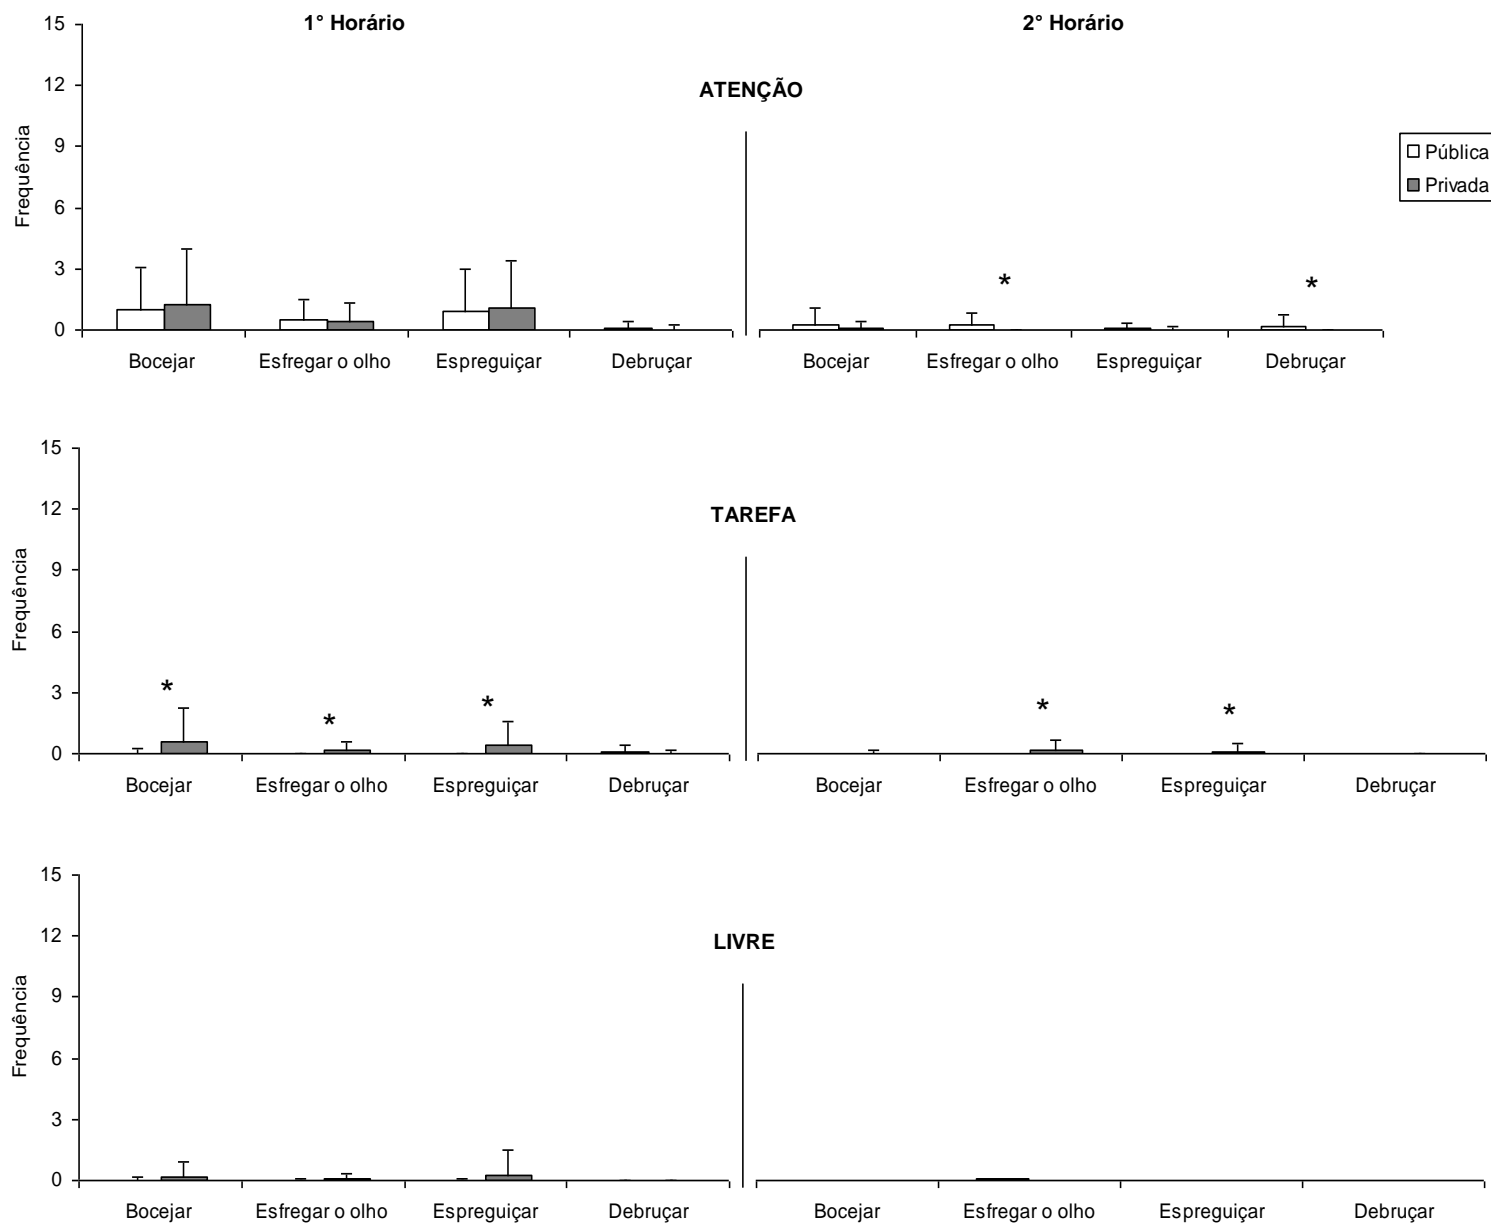 1° Horário
2° Horário
ATENÇÃO
Frequência
15
12
9
6
3
0
Bocejar
Esfregar o olho
Espreguiçar
Debruçar
*
*
Bocejar
Esfregar o olho
Espreguiçar
Debruçar
Pública
Privada
TAREFA
Frequência
15
12
9
6
3
0
*
*
*
Bocejar
Esfregar o olho
Espreguiçar
Debruçar
*
*
Bocejar
Esfregar o olho
Espreguiçar
Debruçar
LIVRE
Frequência
15
12
9
6
3
0
Bocejar
Esfregar o olho
Espreguiçar
Debruçar
Bocejar
Esfregar o olho
Espreguiçar
Debruçar